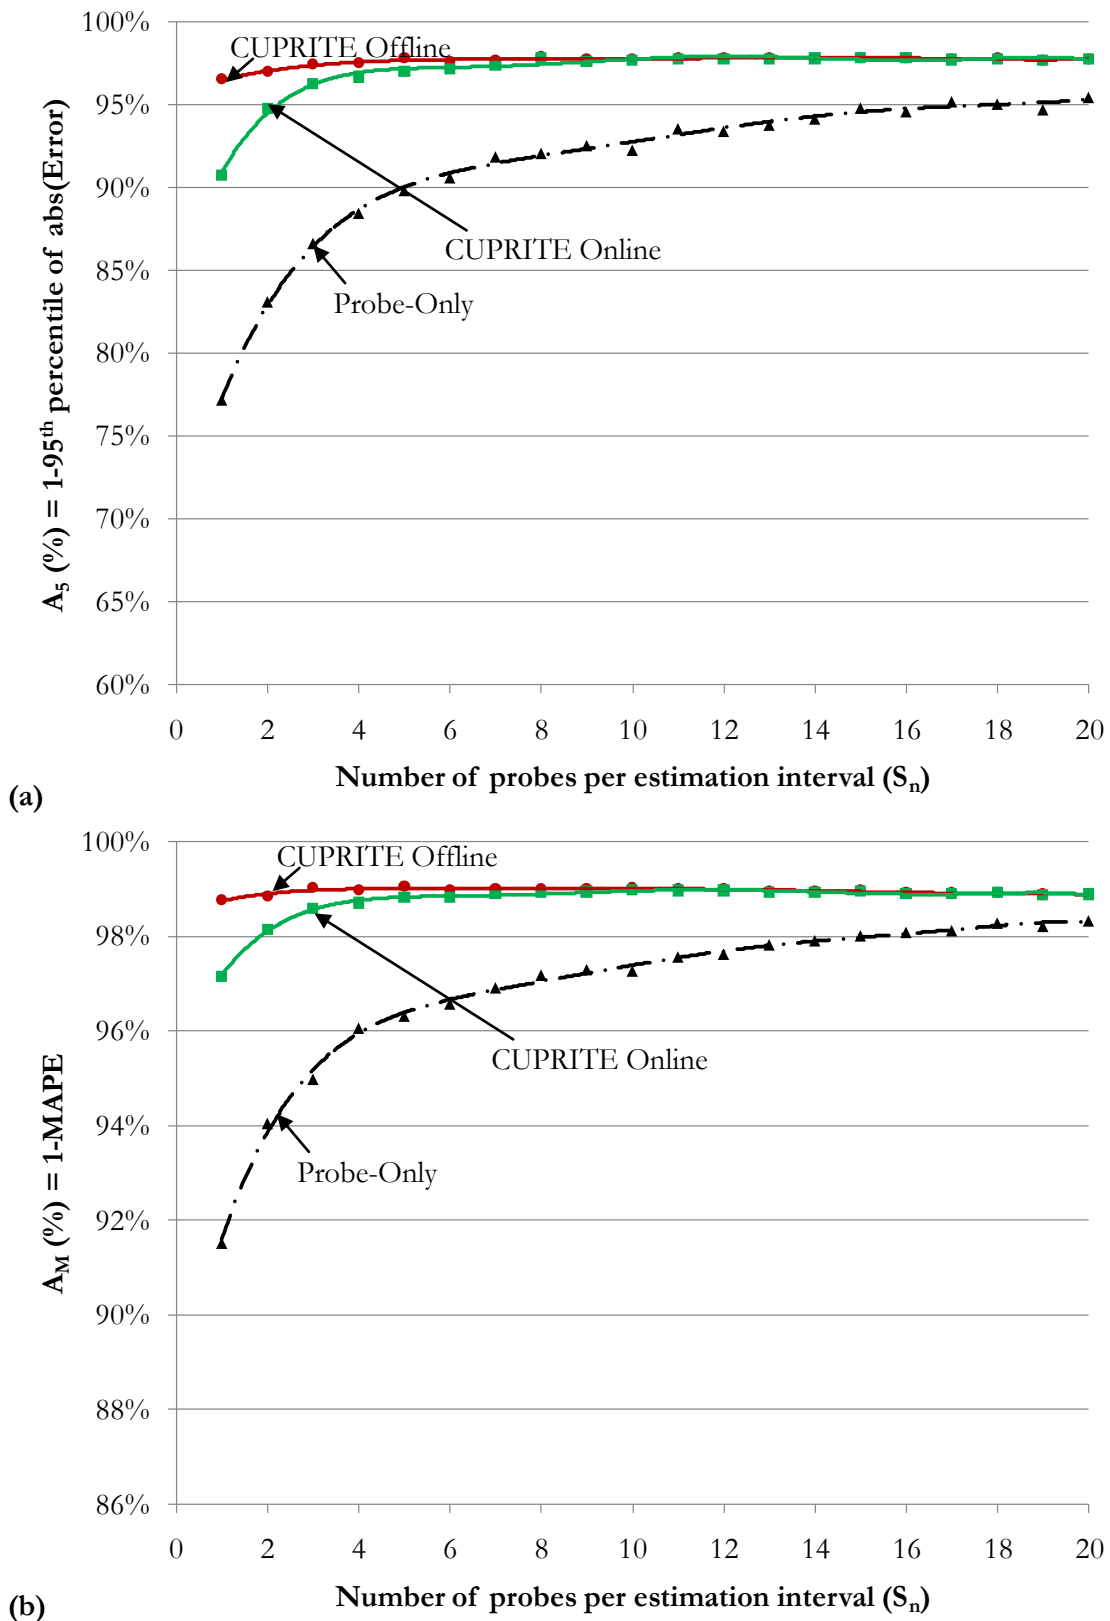 100%
95%
90%
85%
80%
75%
70%
65%
60%
A5 (%) = 1-95th percentile of abs(Error)
CUPRITE Offline
CUPRITE Online
Probe-Only
0 2 4 6 8 10 12 14 16 18 20
Number of probes per estimation interval (Sn)
(a)
100%
98%
96%
94%
92%
90%
88%
86%
AM (%) = 1-MAPE
CUPRITE Offline
CUPRITE Online
Probe-Only
0 2 4 6 8 10 12 14 16 18 20
Number of probes per estimation interval (Sn)
(b)